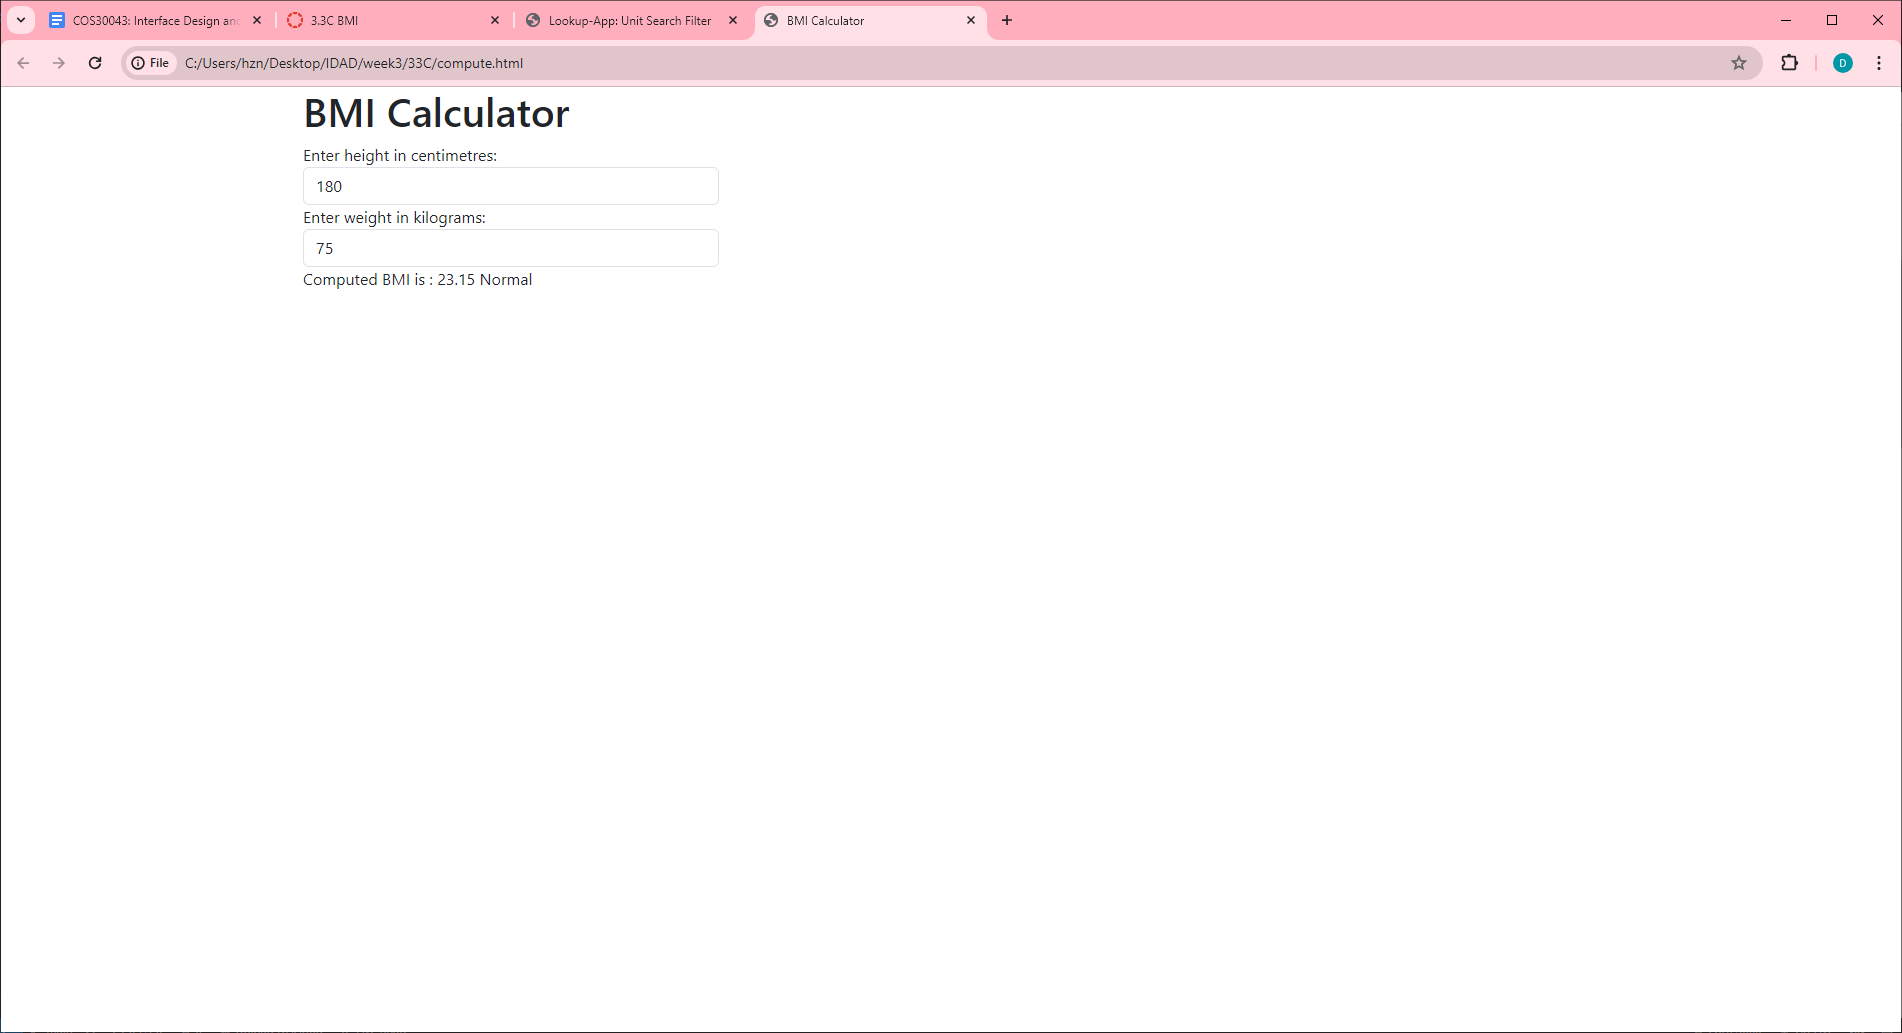 COS30043: Interface Design and
3.3C BMI
Lookup-App: Unit Search Filter
BMI Calculator
File
C:/Users/hzn/Desktop/IDAD/week3/33C/compute.html
D
BMI Calculator
Enter height in centimetres:
180
Enter weight in kilograms:
75
Computed BMI is : 23.15 Normal